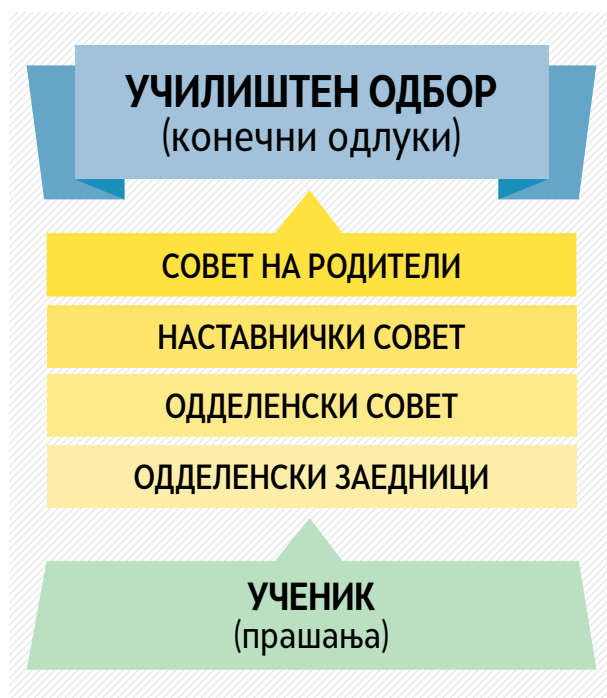 УЧИЛИШТЕН ОДБОР
(конечни одлуки)
СОВЕТ НА РОДИТЕЛИ
НАСТАВНИЧКИ СОВЕТ
ОДДЕЛЕНСКИ СОВЕТ
ОДДЕЛЕНСКИ ЗАЕДНИЦИ
УЧЕНИК
(прашања)